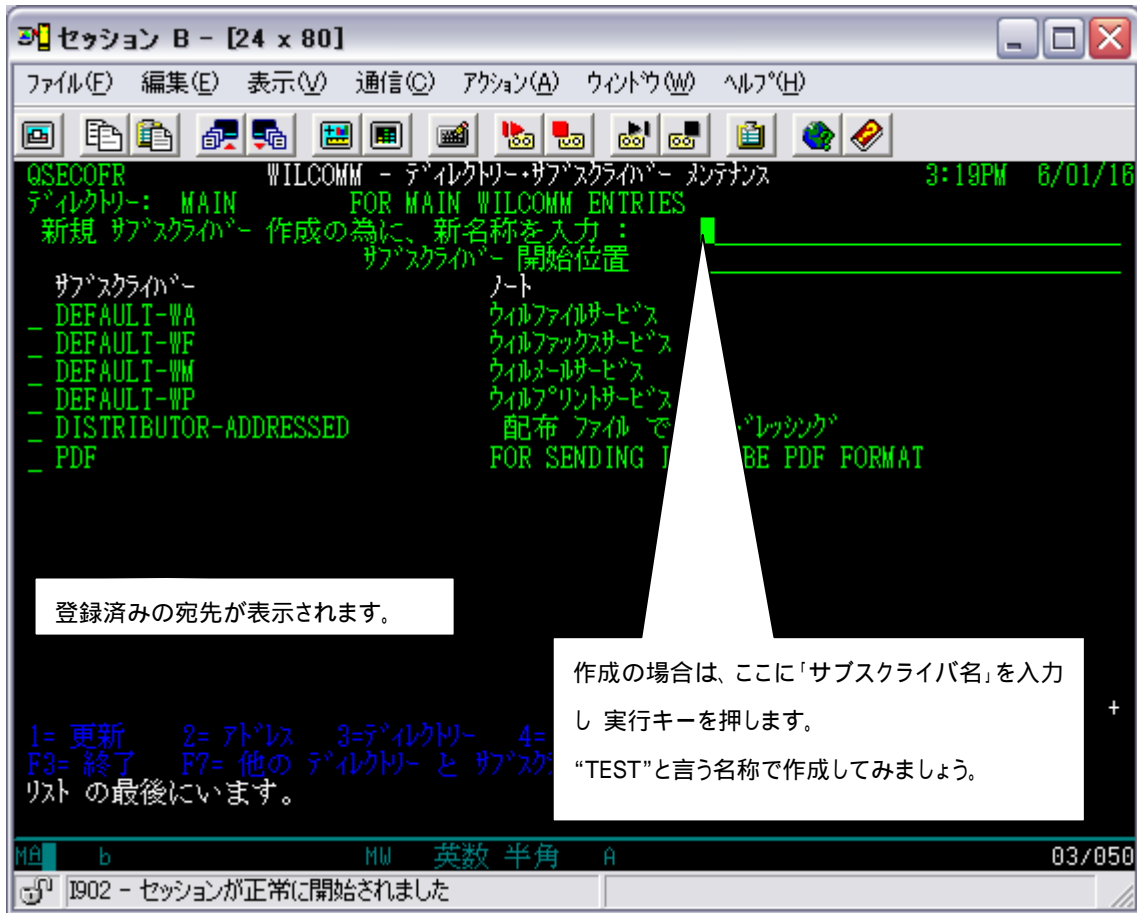 セッション B - [24 x 80]
ファイル(F) 編集(E) 表示(V) 通信(C) アクション(A) ウィンドウ(W) ヘルプ(H)
QSECOFR WILCOMM - ディレクトリー・サブスクライバー メンテナンス 3:19PM 6/01/16
ディレクトリー: MAIN FOR MAIN WILCOMM ENTRIES
新規 サブスクライバー 作成の為に、新名称を入力 :
サブスクライバー 開始位置
サブスクライバー ノート
_ DEFAULT-WA ウィルファイルサービス
_ DEFAULT-WF ウィルファックスサービス
_ DEFAULT-WM ウィルメールサービス
_ DEFAULT-WP ウィルプリントサービス
_ DISTRIBUTOR-ADDRESSED 配布 ファイル で ドレッシング
_ PDF FOR SENDING BE PDF FORMAT
登録済みの宛先が表示されます。
作成の場合は、ここに「サブスクライバ名」を入力
し 実行キーを押します。
“TEST”と言う名称で作成してみましょう。
+
1= 更新 2= アドレス 3=ディレクトリー 4=
F3= 終了 F7= 他の ディレクトリー と サブスク
リスト の最後にいます。
MA b MW 英数 半角 A 03/050
I902 - セッションが正常に開始されました